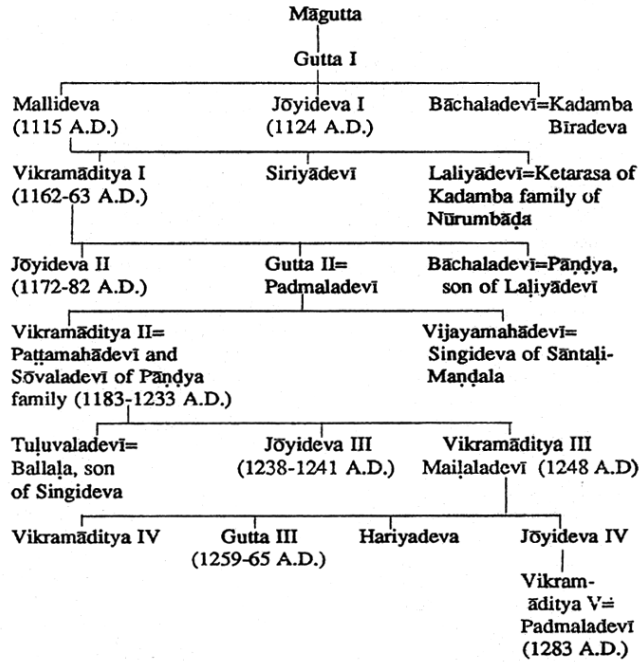 Māgutta
Gutta I
Mallideva Jōyideva I Bāchaladevī=Kadamba
(1115 A.D.) (1124 A.D.) Bīradeva
Vikramāditya I Siriyādevī Laliyādevī=Ketarasa of
(1162-63 A.D.) Kadamba family of
Nūrumbāḍa
Jōyideva II Gutta II= Bāchaladevī=Pāṇḍya,
(1172-82 A.D.) Padmaladevī son of Laḷiyādevī
Vikramāditya II= Vijayamahādevī=
Paṭṭamahādevī and Singideva of Sāntaḷi-
Sōvaladevī of Pāṇḍya Maṇḍala
family (1183-1233 A.D.)
Tuḷuvaladevī= Jōyideva III Vikramāditya III
Ballaḷa, son (1238-1241 A.D.) Maiḷaladevī (1248 A.D)
of Singideva
Vikramāditya IV Gutta III Hariyadeva Jōyideva IV
(1259-65 A.D.)
Vikram-
āditya V=
Padmaladevī
(1283 A.D.)